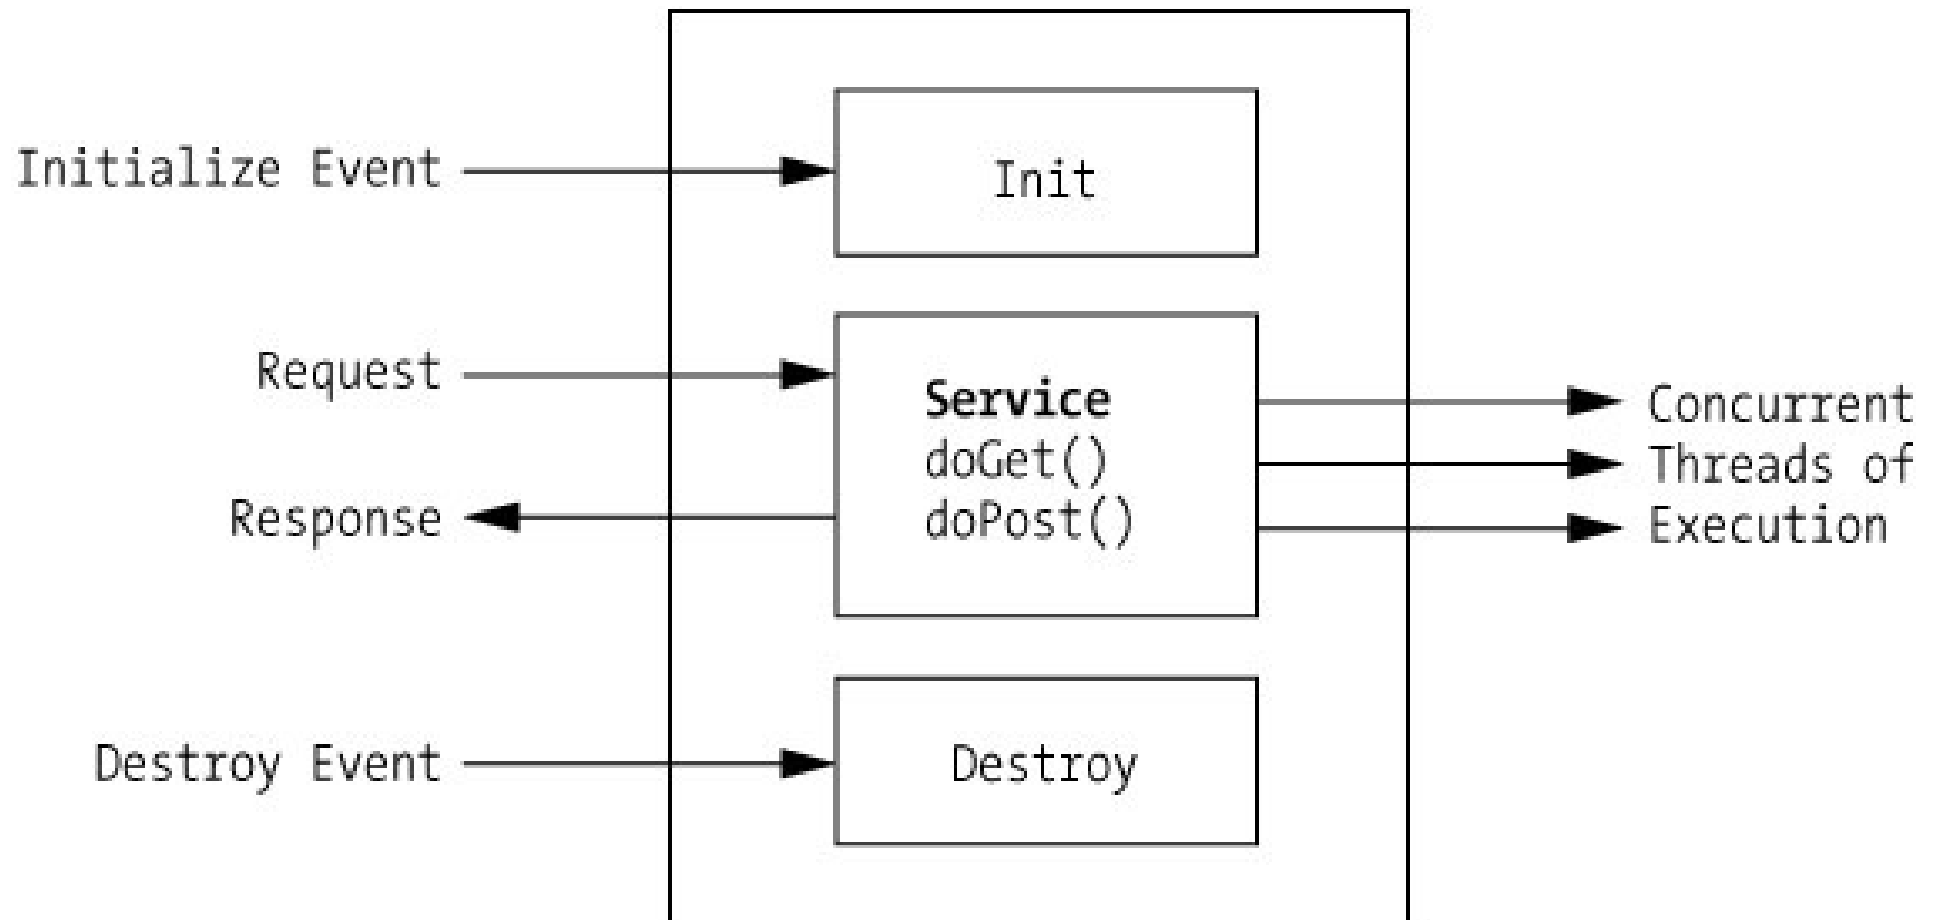 Initialize Event
Init
Request
Response
Service
doGet()
doPost()
Concurrent
Threads of
Execution
Destroy Event
Destroy